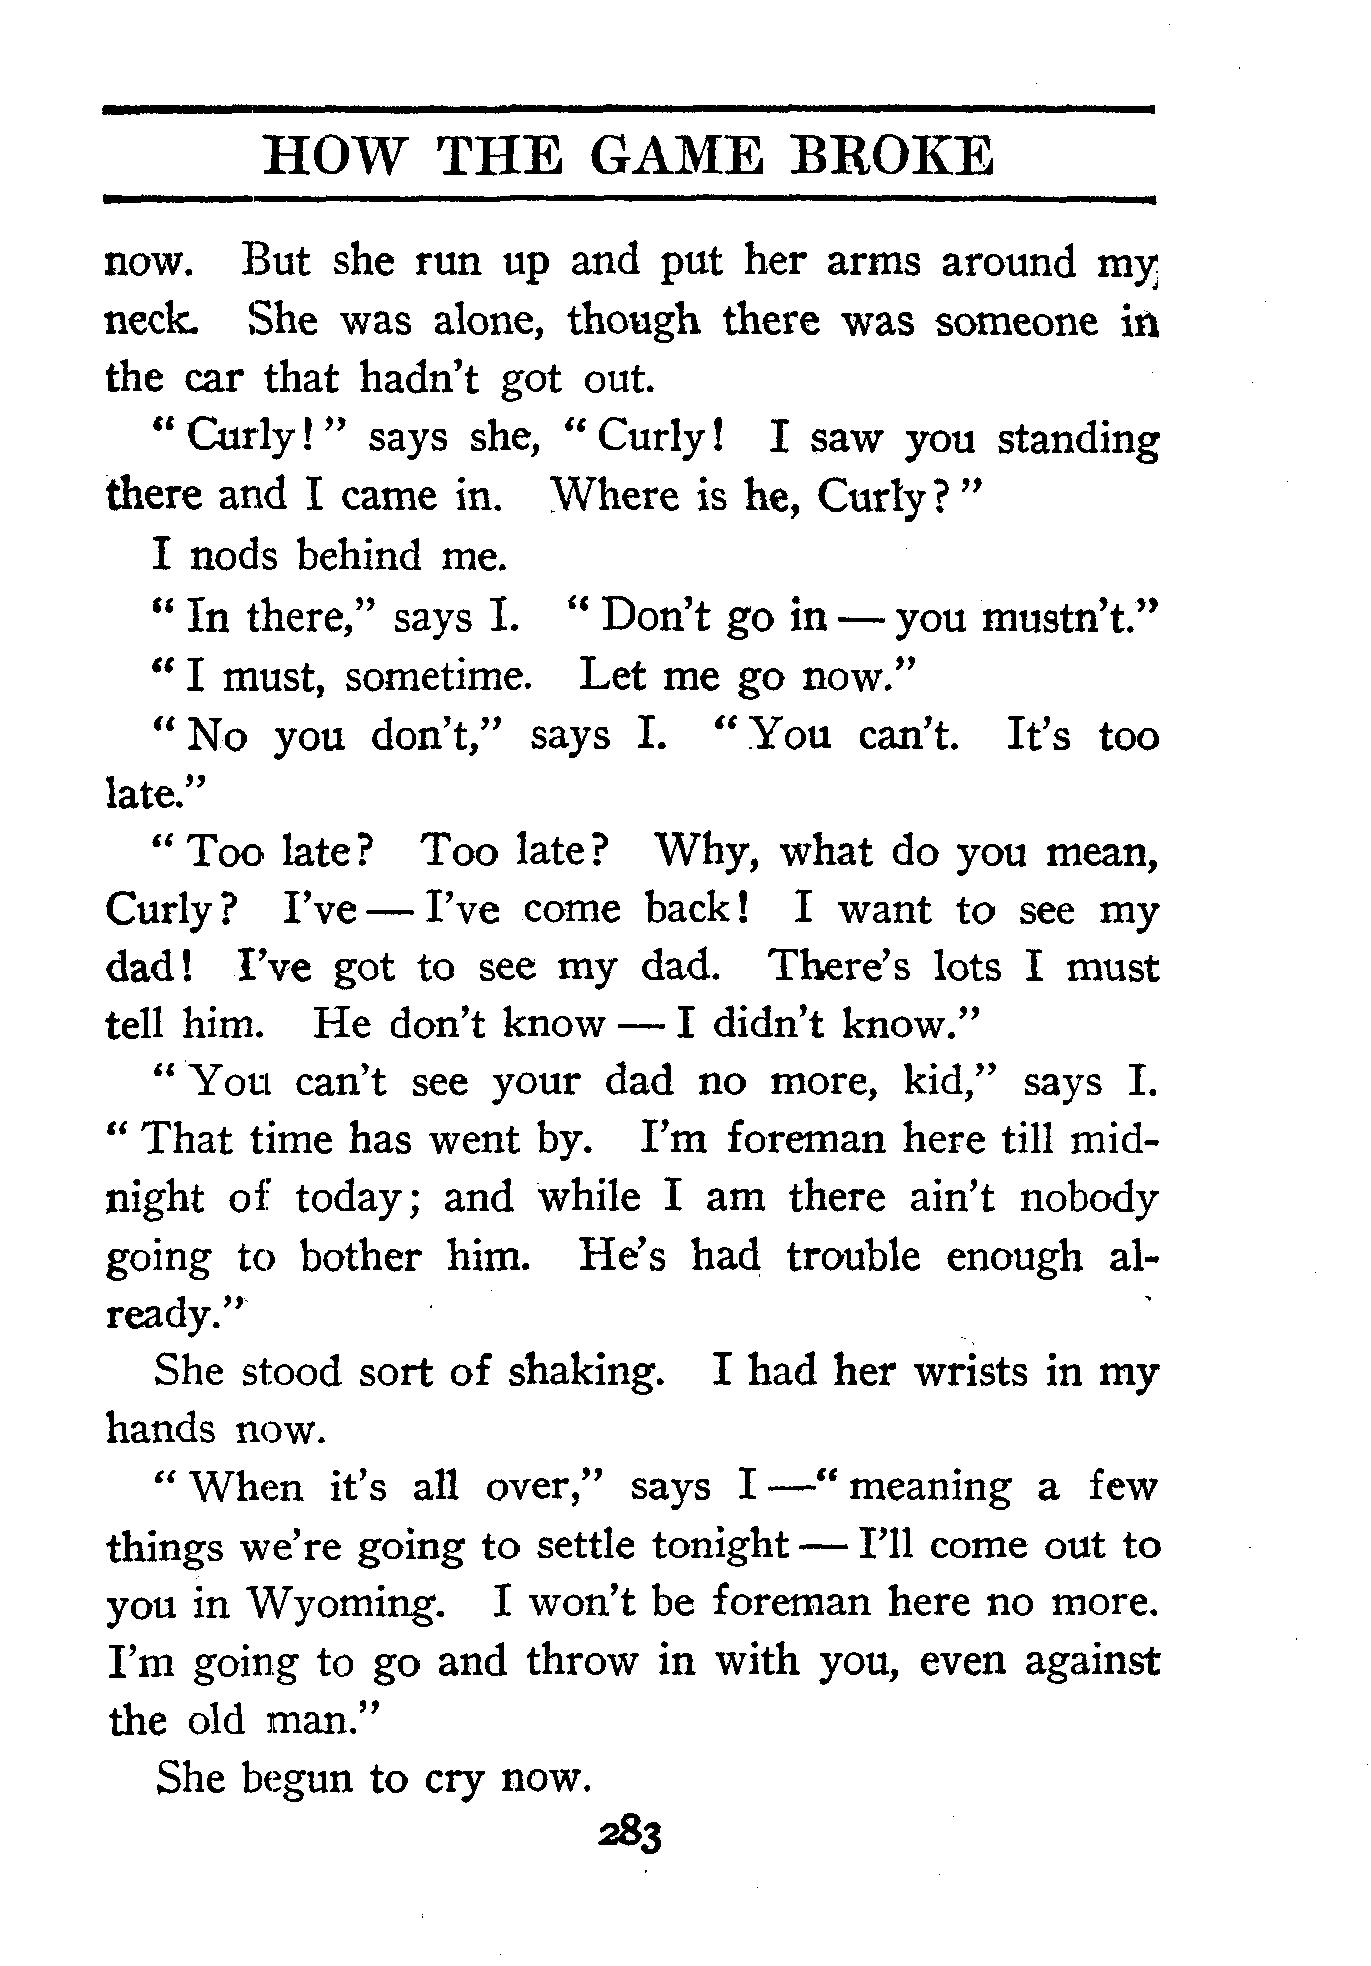 HOW THE GAME BROKE
now. But she run up and put her arms around my
neck. She was alone, though there was someone in
the car that hadn't got out.
"Curly!" says she, "Curly! I saw you standing
there and I came in. Where is he, Curly?"
I nods behind me.
"In there," says I. "Don't go in — you mustn't."
"I must, sometime. Let me go now."
"No you don't," says I. "You can't. It's too
late."
"Too late? Too late? Why, what do you mean,
Curly? I've — I've come back! I want to see my
dad! I've got to see my dad. There's lots I must
tell him. He don't know — I didn't know."
"You can't see your dad no more, kid," says I.
"That time has went by. I'm foreman here till mid-
night of today; and while I am there ain't nobody
going to bother him. He's had trouble enough al-
ready."
She stood sort of shaking. I had her wrists in my
hands now.
"When it's all over," says I —"meaning a few
things we're going to settle tonight — I'll come out to
you in Wyoming. I won't be foreman here no more.
I'm going to go and throw in with you, even against
the old man."
She begun to cry now.
283